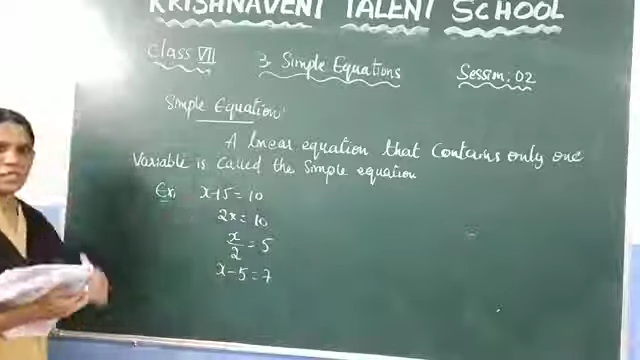 KRISHNAVENI TALENT SCHOOL
Class VII 3. Simple Equations Session: 02
Simple Equation:
A linear equation that contains only one
Variable is called the simple equation
Ex: x+5=10
2x=10
x/2=5
x-5=7